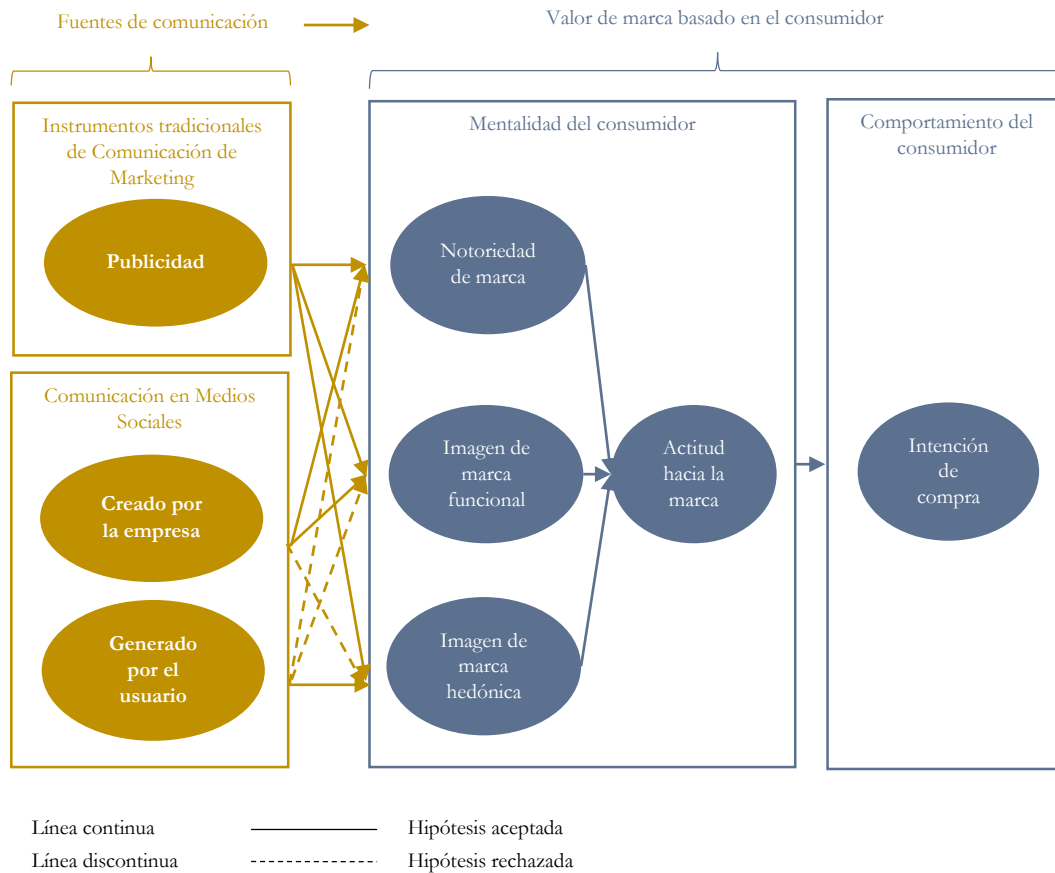 Fuentes de comunicación
Valor de marca basado en el consumidor
Instrumentos tradicionales
de Comunicación de
Marketing
Publicidad
Comunicación en Medios
Sociales
Creado por
la empresa
Generado
por el
usuario
Mentalidad del consumidor
Notoriedad
de marca
Imagen de
marca
funcional
Imagen de
marca
hedónica
Actitud
hacia la
marca
Comportamiento del
consumidor
Intención
de
compra
Línea continua
Hipótesis aceptada
Línea discontinua
Hipótesis rechazada